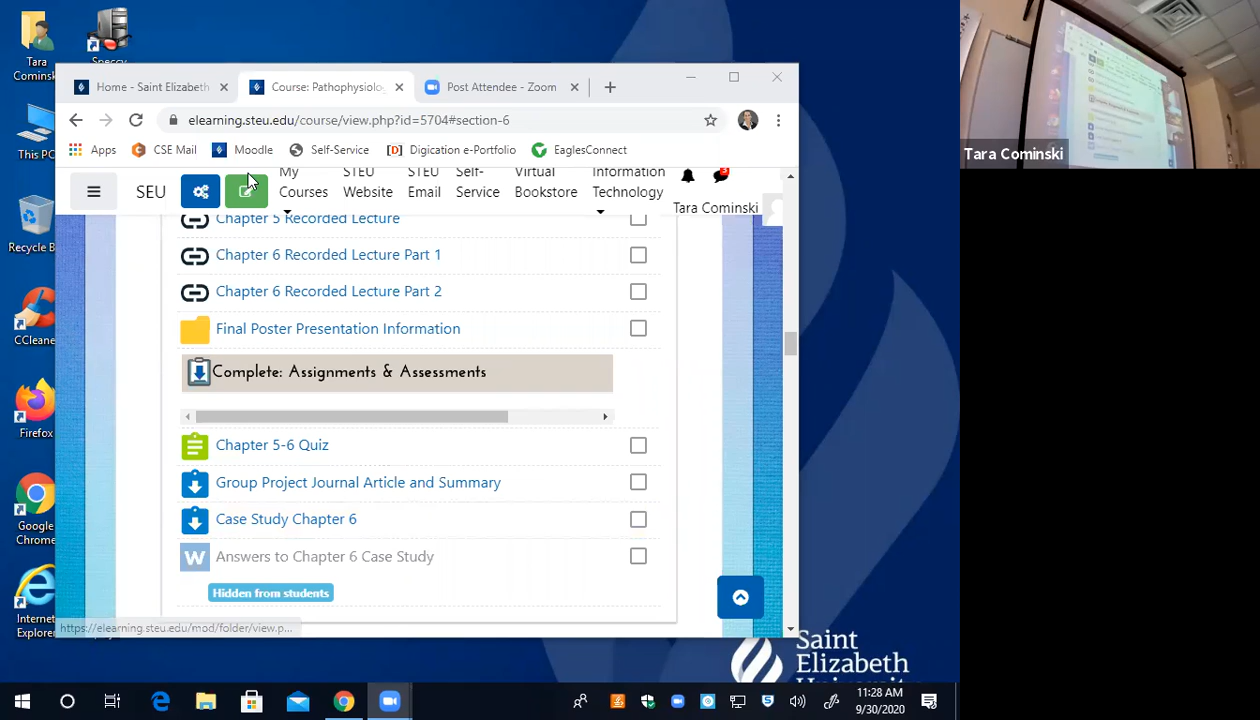 Tara
Cominski
Speccy
This PC
Recycle B
CCleane
Firefox
Google
Chrome
Internet
Explorer
Home - Saint Elizabeth
Course: Pathophysiolo
Post Attendee - Zoom
elearning.steu.edu/course/view.php?id=5704#section-6
Apps
CSE Mail
Moodle
Self-Service
[D] Digication e-Portfolio
EaglesConnect
SEU
My
Courses
STEU
Website
STEU
Email
Self-
Service
Virtual
Bookstore
Information
Technology
3
Tara Cominski
Chapter 5 Recorded Lecture
Chapter 6 Recorded Lecture Part 1
Chapter 6 Recorded Lecture Part 2
Final Poster Presentation Information
Complete: Assignments & Assessments
Chapter 5-6 Quiz
Group Project Journal Article and Summary
Case Study Chapter 6
W Answers to Chapter 6 Case Study
Hidden from students
https://elearning.steu.edu/mod/folder/view.p...
Saint
Elizabeth
11:28 AM
9/30/2020
Tara Cominski